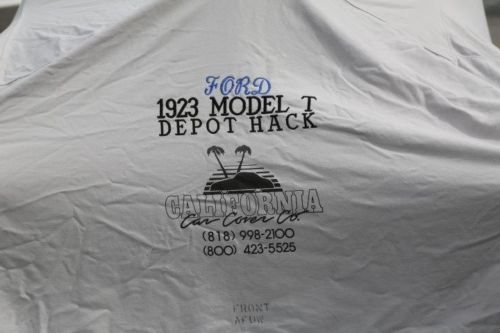 FORD
1923 MODEL T
DEPOT HACK
CALIFORNIA
Car Cover Co.
(818) 998-2100
(800) 423-5525
FRONT